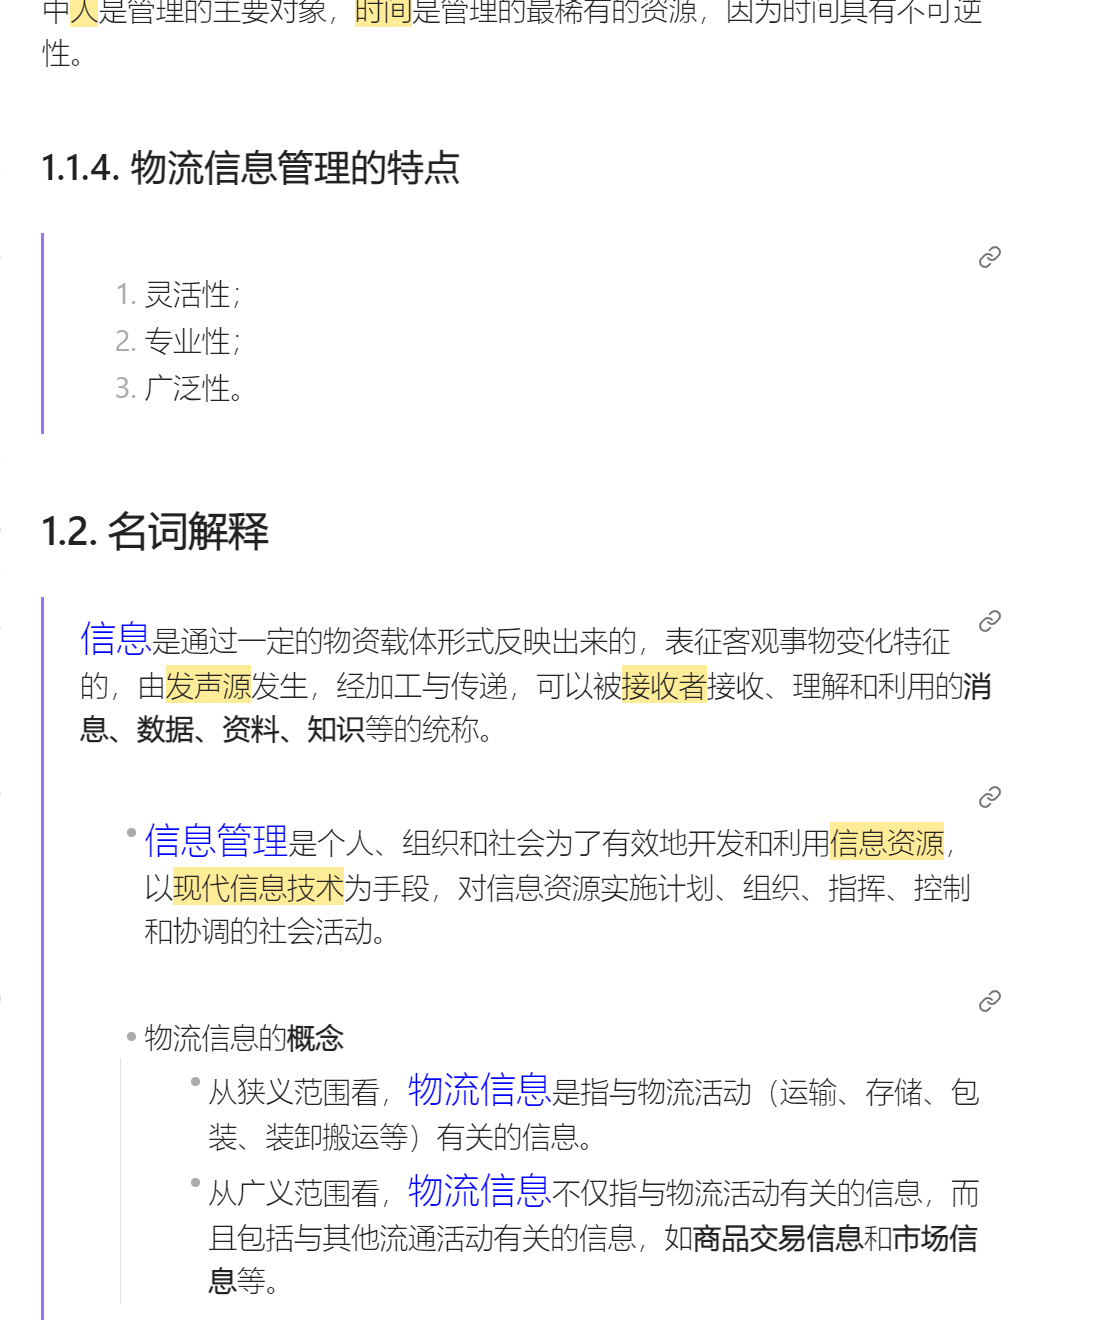 中人是管理的主要对象，时间是管理的最稀有的资源，因为时间具有不可逆
性。
1.1.4. 物流信息管理的特点
1. 灵活性；
2. 专业性；
3. 广泛性。
1.2. 名词解释
信息是通过一定的物资载体形式反映出来的，表征客观事物变化特征
的，由发声源发生，经加工与传递，可以被接收者接收、理解和利用的消
息、数据、资料、知识等的统称。
信息管理是个人、组织和社会为了有效地开发和利用信息资源，
以现代信息技术为手段，对信息资源实施计划、组织、指挥、控制
和协调的社会活动。
物流信息的概念
从狭义范围看，物流信息是指与物流活动（运输、存储、包
装、装卸搬运等）有关的信息。
从广义范围看，物流信息不仅指与物流活动有关的信息，而
且包括与其他流通活动有关的信息，如商品交易信息和市场信
息等。